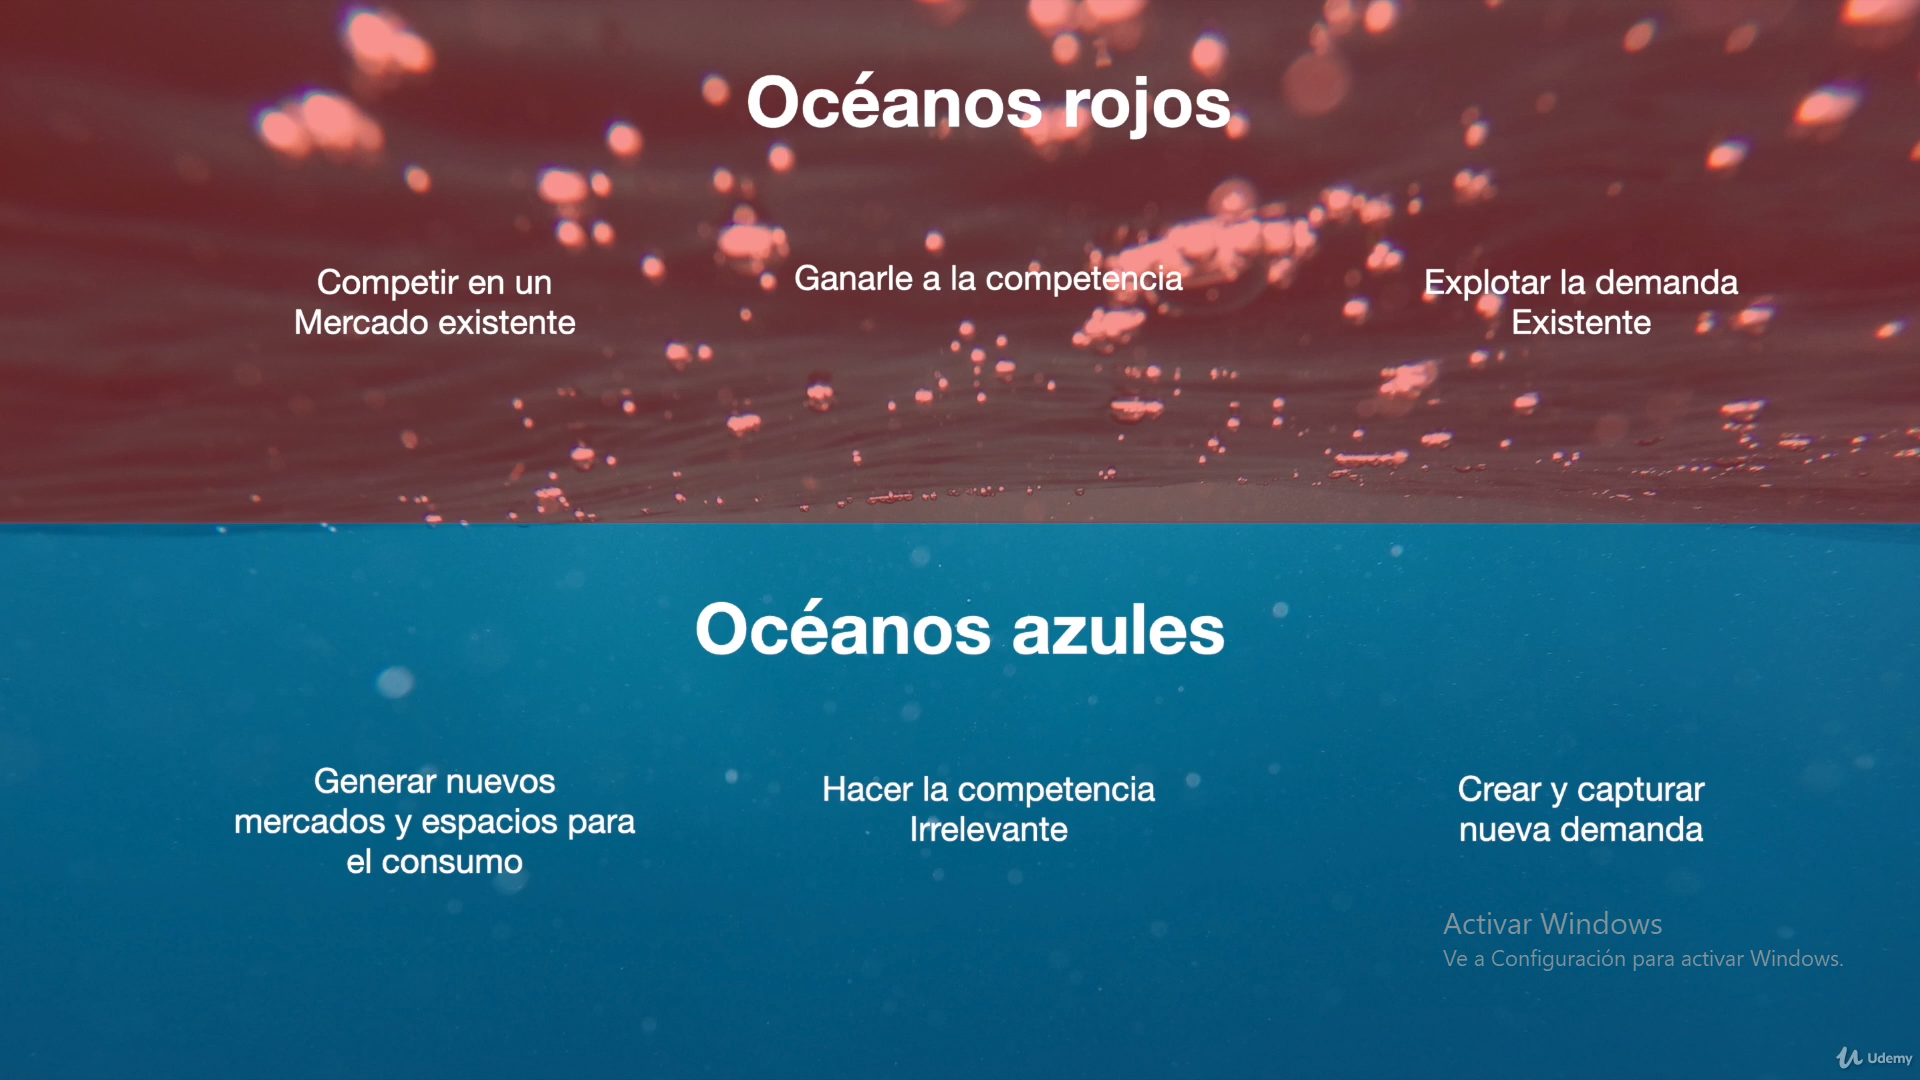 Océanos rojos
Competir en un
Mercado existente
Ganarle a la competencia
Explotar la demanda
Existente
Océanos azules
Generar nuevos
mercados y espacios para
el consumo
Hacer la competencia
Irrelevante
Crear y capturar
nueva demanda
Activar Windows
Ve a Configuración para activar Windows.
Udemy